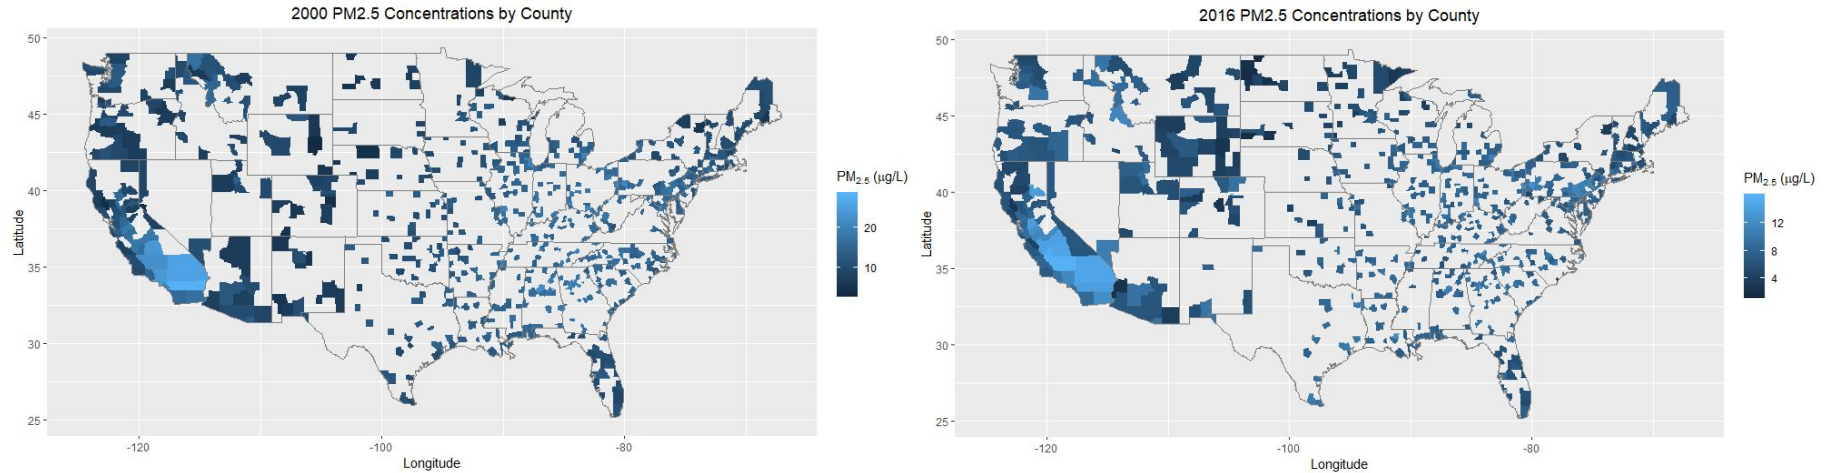 2000 PM2.5 Concentrations by County
50
45
40
35
30
25
Latitude
-120
-100
-80
Longitude
PM2.5 (μg/L)
20
10
2016 PM2.5 Concentrations by County
50
45
40
35
30
25
Latitude
-120
-100
-80
Longitude
PM2.5 (μg/L)
12
8
4